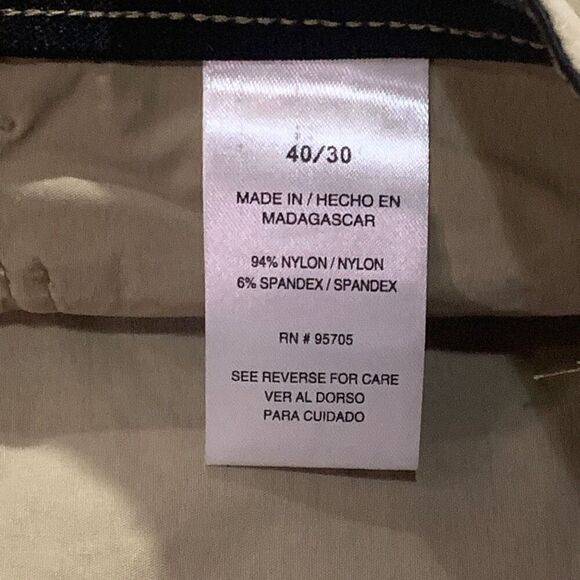 40/30
MADE IN / HECHO EN
MADAGASCAR
94% NYLON / NYLON
6% SPANDEX / SPANDEX
RN # 95705
SEE REVERSE FOR CARE
VER AL DORSO
PARA CUIDADO